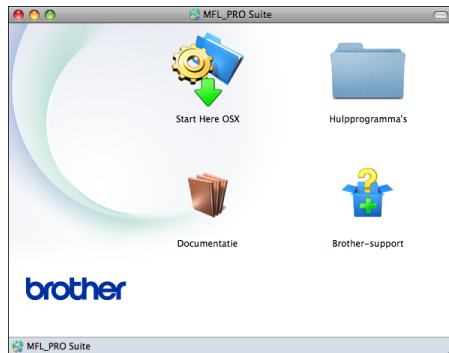 MFL_PRO Suite
Start Here OSX
Hulpprogramma's
?
Documentatie
Brother-support
brother
MFL_PRO Suite